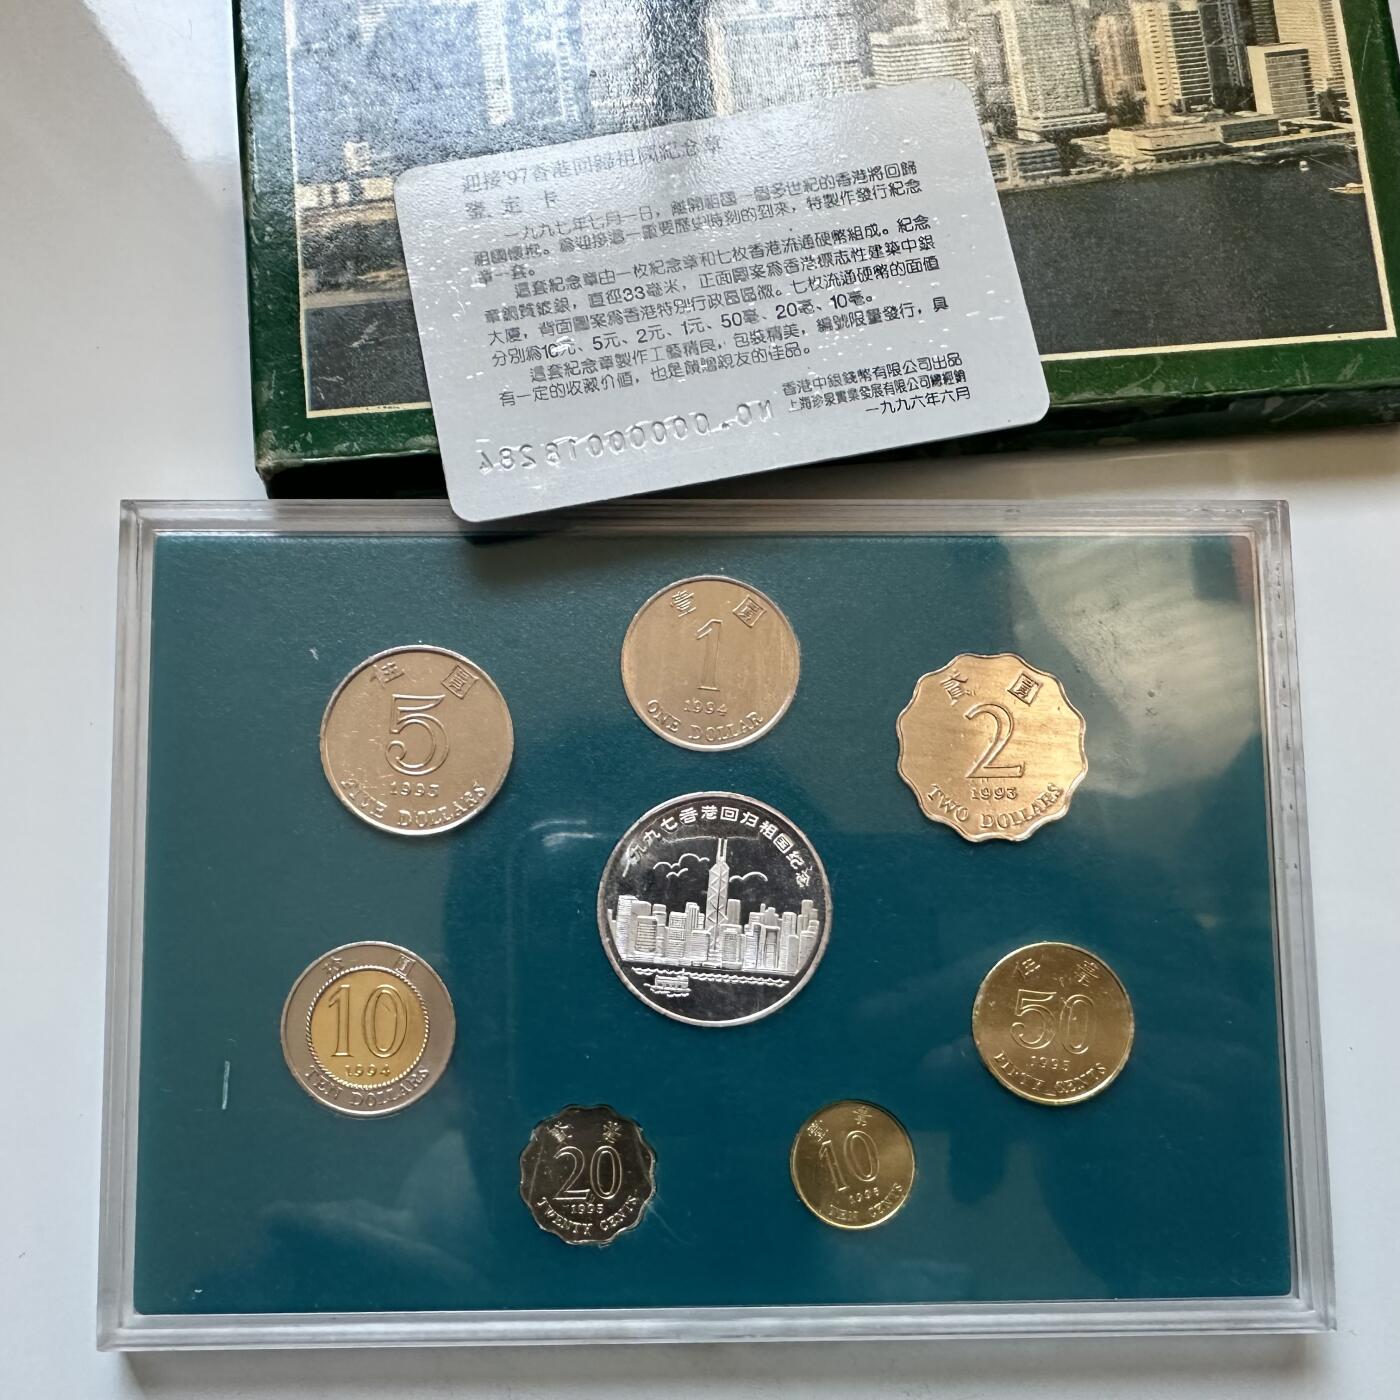 迎接'97香港回歸祖國紀念章
鉴定卡
一九九七年七月一日，離開祖國一個多世紀的香港將回歸
祖國懷抱。為迎接這一重要歷史時刻的到來，特製作發行紀念
章一套。
這套紀念章由一枚紀念章和七枚香港流通硬幣組成。紀念
章銅質鍍銀，直徑33毫米，正面圖案為香港標志性建築中銀
大廈，背面圖案為香港特別行政區區徽。七枚流通硬幣的面值
分別為10元、5元、2元、1元、50毫、20毫、10毫。
這套紀念章製作工藝精良，包裝精美，編號限量發行，具
有一定的收藏价值，也是饋贈親友的佳品。
香港中銀錢幣有限公司出品
上海珍泉實業發展有限公司總經銷
一九九六年六月
NO.0000018284
壹圓
1
1994
ONE DOLLAR
伍圓
5
1993
FIVE DOLLARS
貳圓
2
1993
TWO DOLLARS
一九九七香港回归祖国纪念
拾圓
10
1994
TEN DOLLARS
伍毫
50
1995
FIFTY CENTS
貳毫
20
1995
TWENTY CENTS
壹毫
10
TEN CENTS